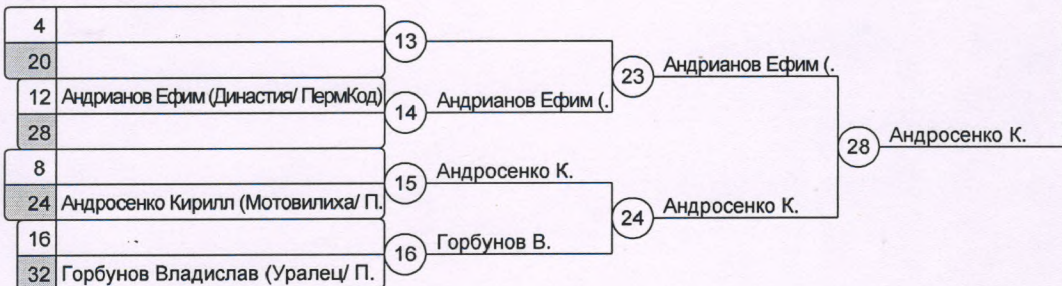 4
13
20
23 Андрианов Ефим (.
12 Андрианов Ефим (Династия/ ПермКод)
14 Андрианов Ефим (.
28
28 Андросенко К.
8
15 Андросенко К.
24 Андросенко Кирилл (Мотовилиха/ П.
24 Андросенко К.
16
16 Горбунов В.
32 Горбунов Владислав (Уралец/ П.